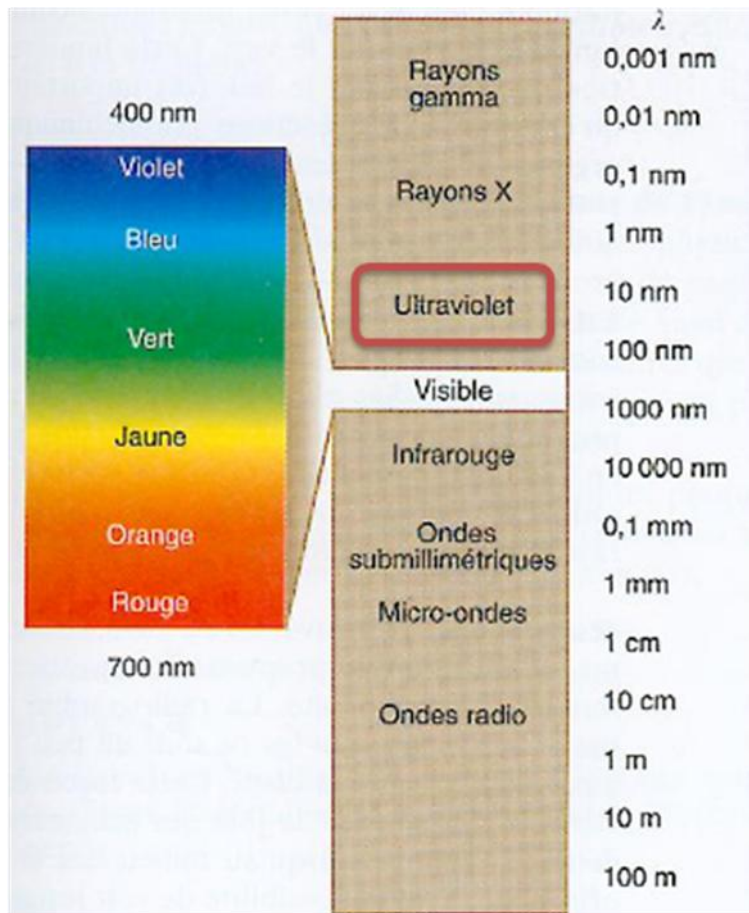 400 nm
Violet
Bleu
Vert
Jaune
Orange
Rouge
700 nm
Rayons
gamma
Rayons X
Ultraviolet
Visible
Infrarouge
Ondes
submillimétriques
Micro-ondes
Ondes radio
λ
0,001 nm
0,01 nm
0,1 nm
1 nm
10 nm
100 nm
1000 nm
10 000 nm
0,1 mm
1 mm
1 cm
10 cm
1 m
10 m
100 m